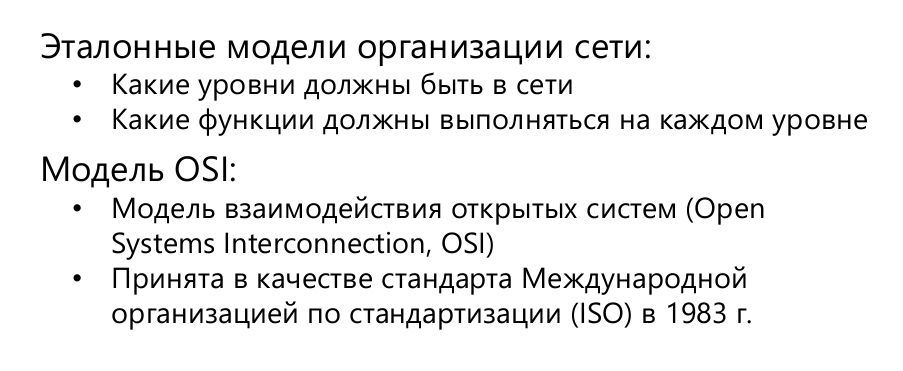 Эталонные модели организации сети:
• Какие уровни должны быть в сети
• Какие функции должны выполняться на каждом уровне
Модель OSI:
• Модель взаимодействия открытых систем (Open
Systems Interconnection, OSI)
• Принята в качестве стандарта Международной
организацией по стандартизации (ISO) в 1983 г.